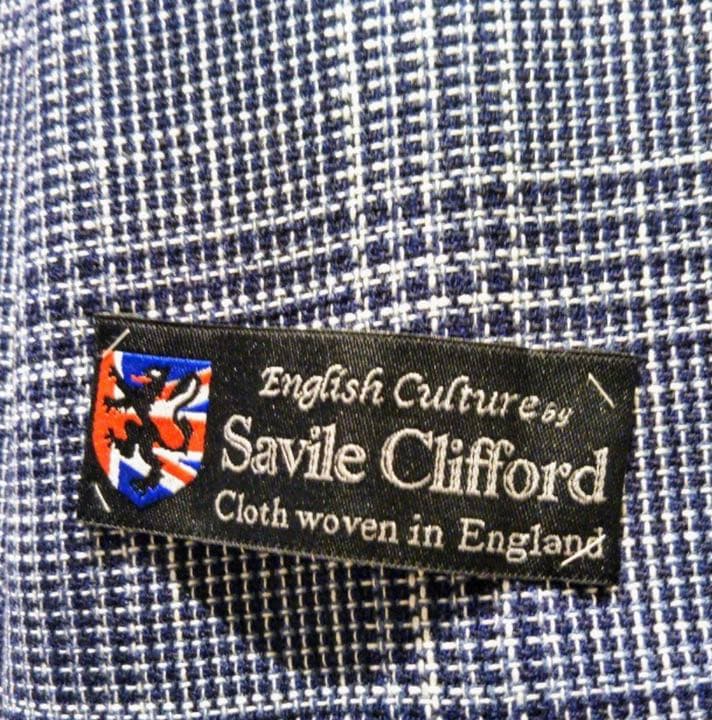 English Culture by
Savile Clifford
Cloth woven in England